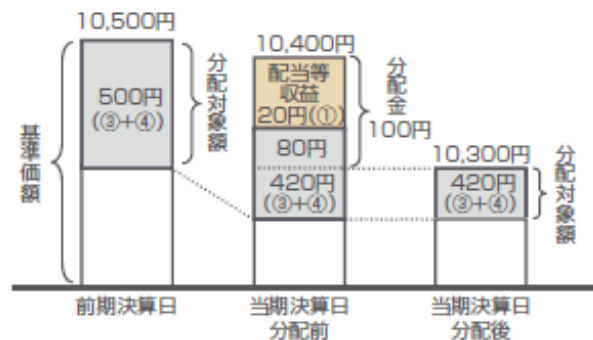 10,500円
500円
(③+④)
分配対象額
基準価額
前期決算日
10,400円
配当等
収益
20円(①)
80円
420円
(③+④)
分配金
100円
当期決算日
分配前
10,300円
420円
(③+④)
分配対象額
当期決算日
分配後